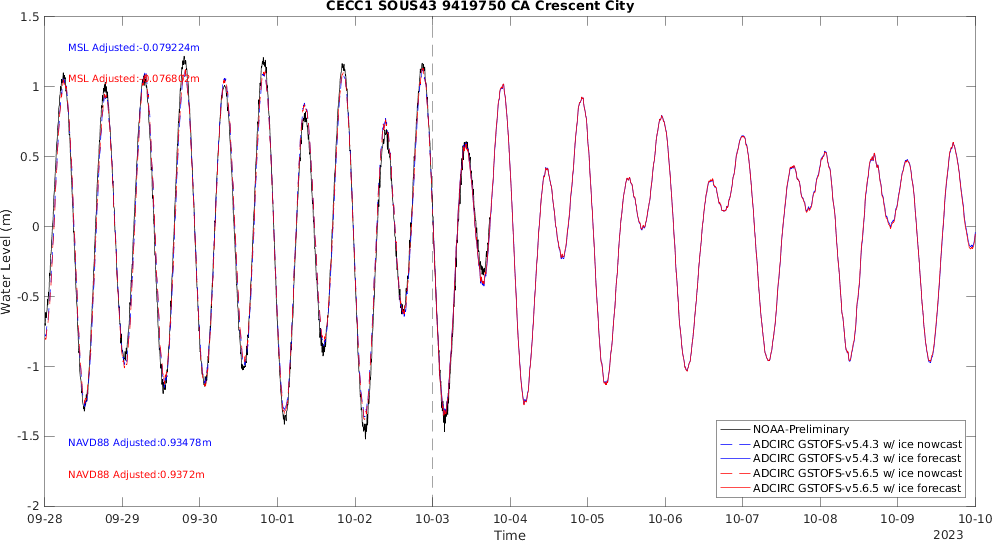 CECC1 SOUS43 9419750 CA Crescent City
1.5
1
0.5
0
-0.5
-1
-1.5
-2
Water Level (m)
MSL Adjusted:-0.079224m
MSL Adjusted:-0.076802m
NAVD88 Adjusted:0.93478m
NAVD88 Adjusted:0.9372m
NOAA-Preliminary
ADCIRC GSTOFS-v5.4.3 w/ ice nowcast
ADCIRC GSTOFS-v5.4.3 w/ ice forecast
ADCIRC GSTOFS-v5.6.5 w/ ice nowcast
ADCIRC GSTOFS-v5.6.5 w/ ice forecast
09-28 09-29 09-30 10-01 10-02 10-03 10-04 10-05 10-06 10-07 10-08 10-09 10-10
Time
2023